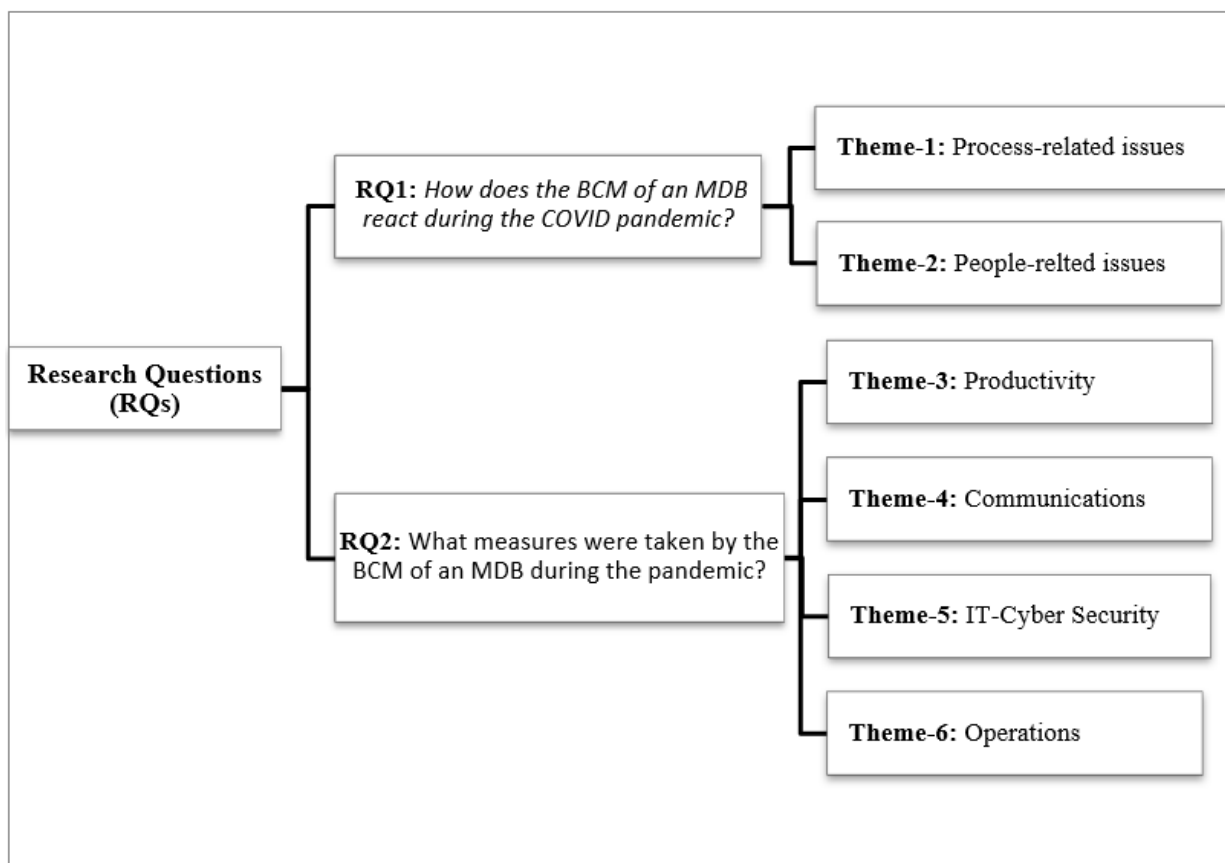 Research Questions
(RQs)
RQ1: How does the BCM of an MDB
react during the COVID pandemic?
Theme-1: Process-related issues
Theme-2: People-relted issues
RQ2: What measures were taken by the
BCM of an MDB during the pandemic?
Theme-3: Productivity
Theme-4: Communications
Theme-5: IT-Cyber Security
Theme-6: Operations